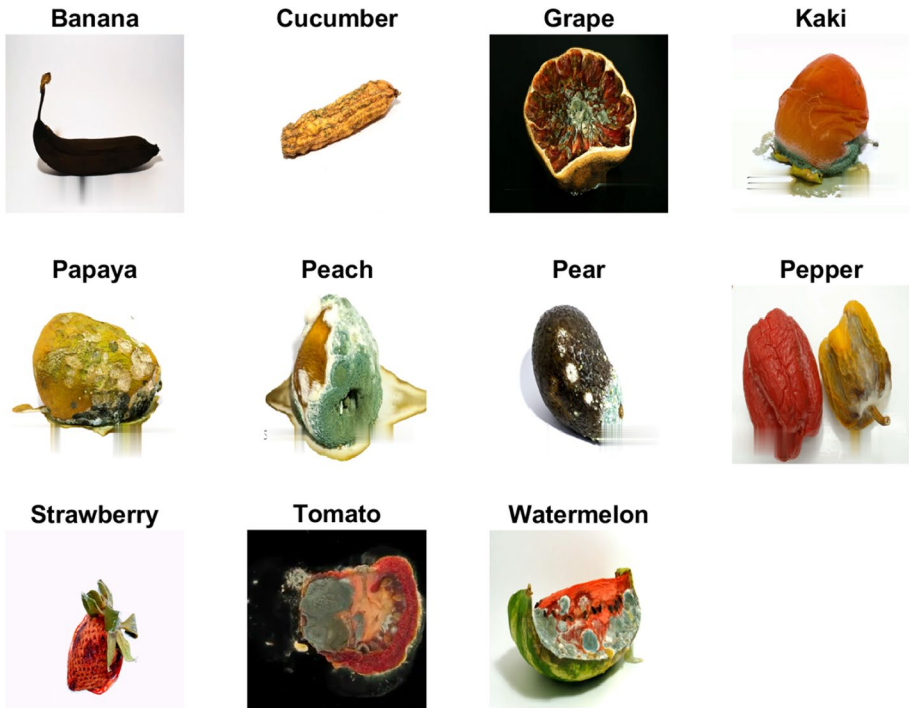 Banana
Cucumber
Grape
Kaki
Papaya
Peach
Pear
Pepper
Strawberry
Tomato
Watermelon